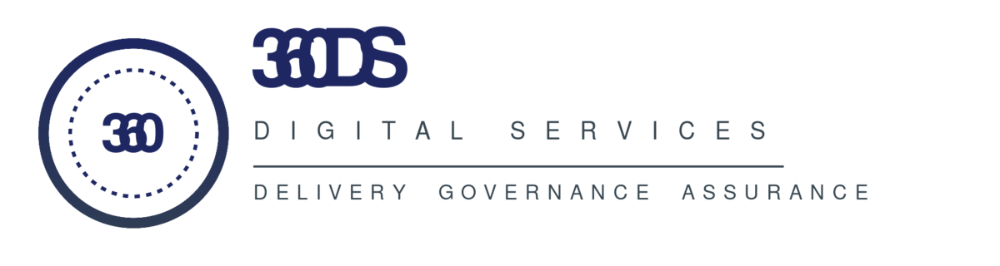 360
360DS
DIGITAL SERVICES
DELIVERY GOVERNANCE ASSURANCE